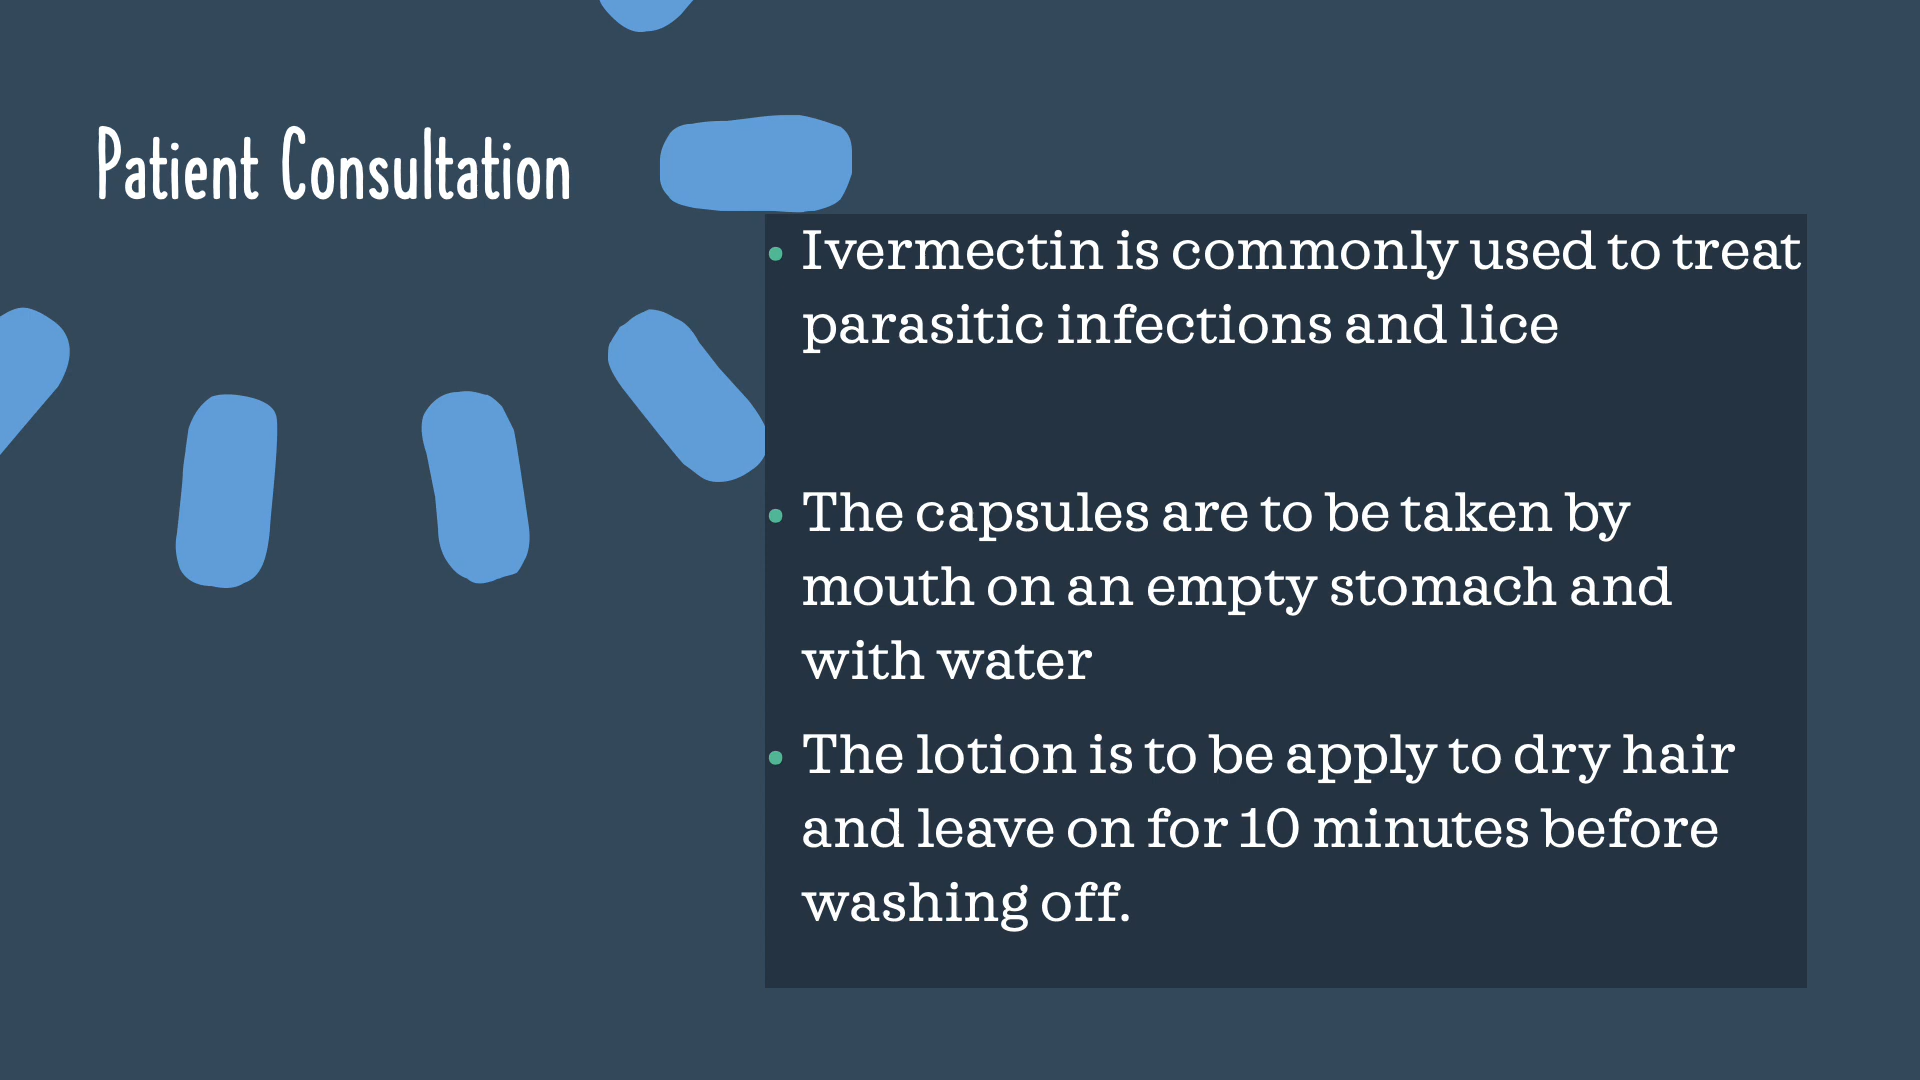 Patient Consultation
• Ivermectin is commonly used to treat
parasitic infections and lice
• The capsules are to be taken by
mouth on an empty stomach and
with water
• The lotion is to be apply to dry hair
and leave on for 10 minutes before
washing off.